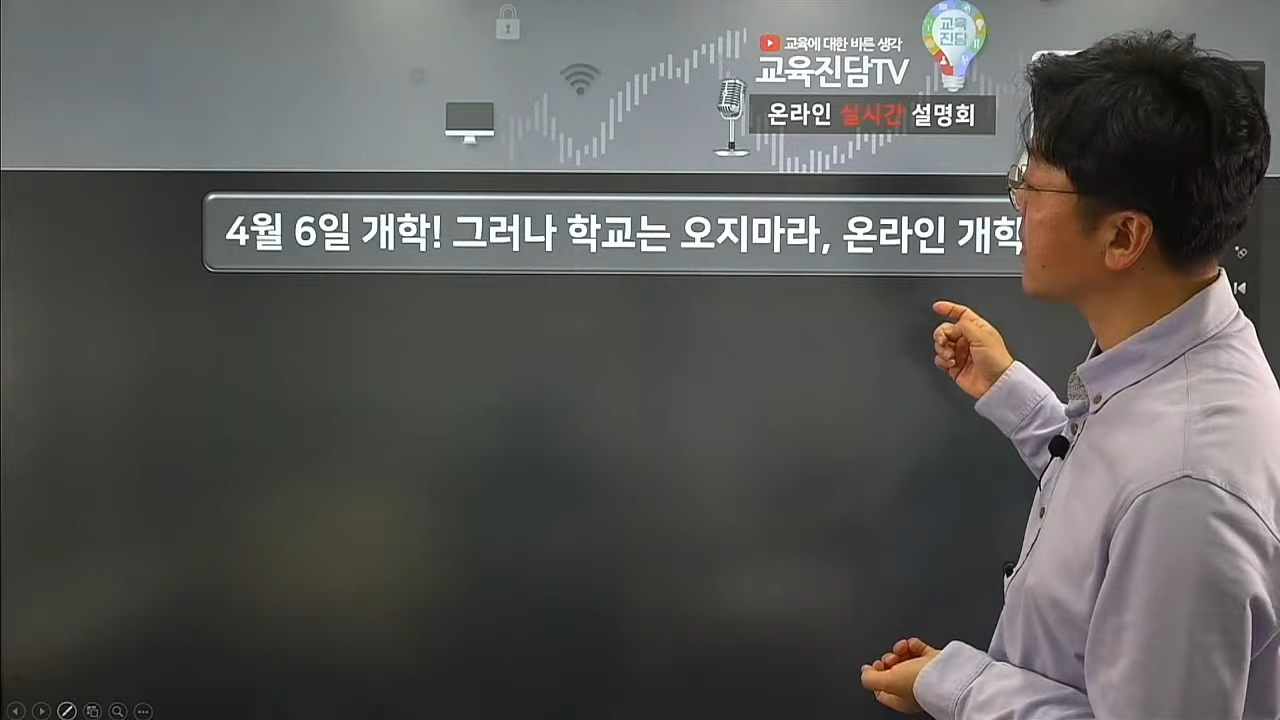 교육에 대한 바른 생각
교육진담TV
교육
진담
온라인 실시간 설명회
4월 6일 개학! 그러나 학교는 오지마라, 온라인 개학